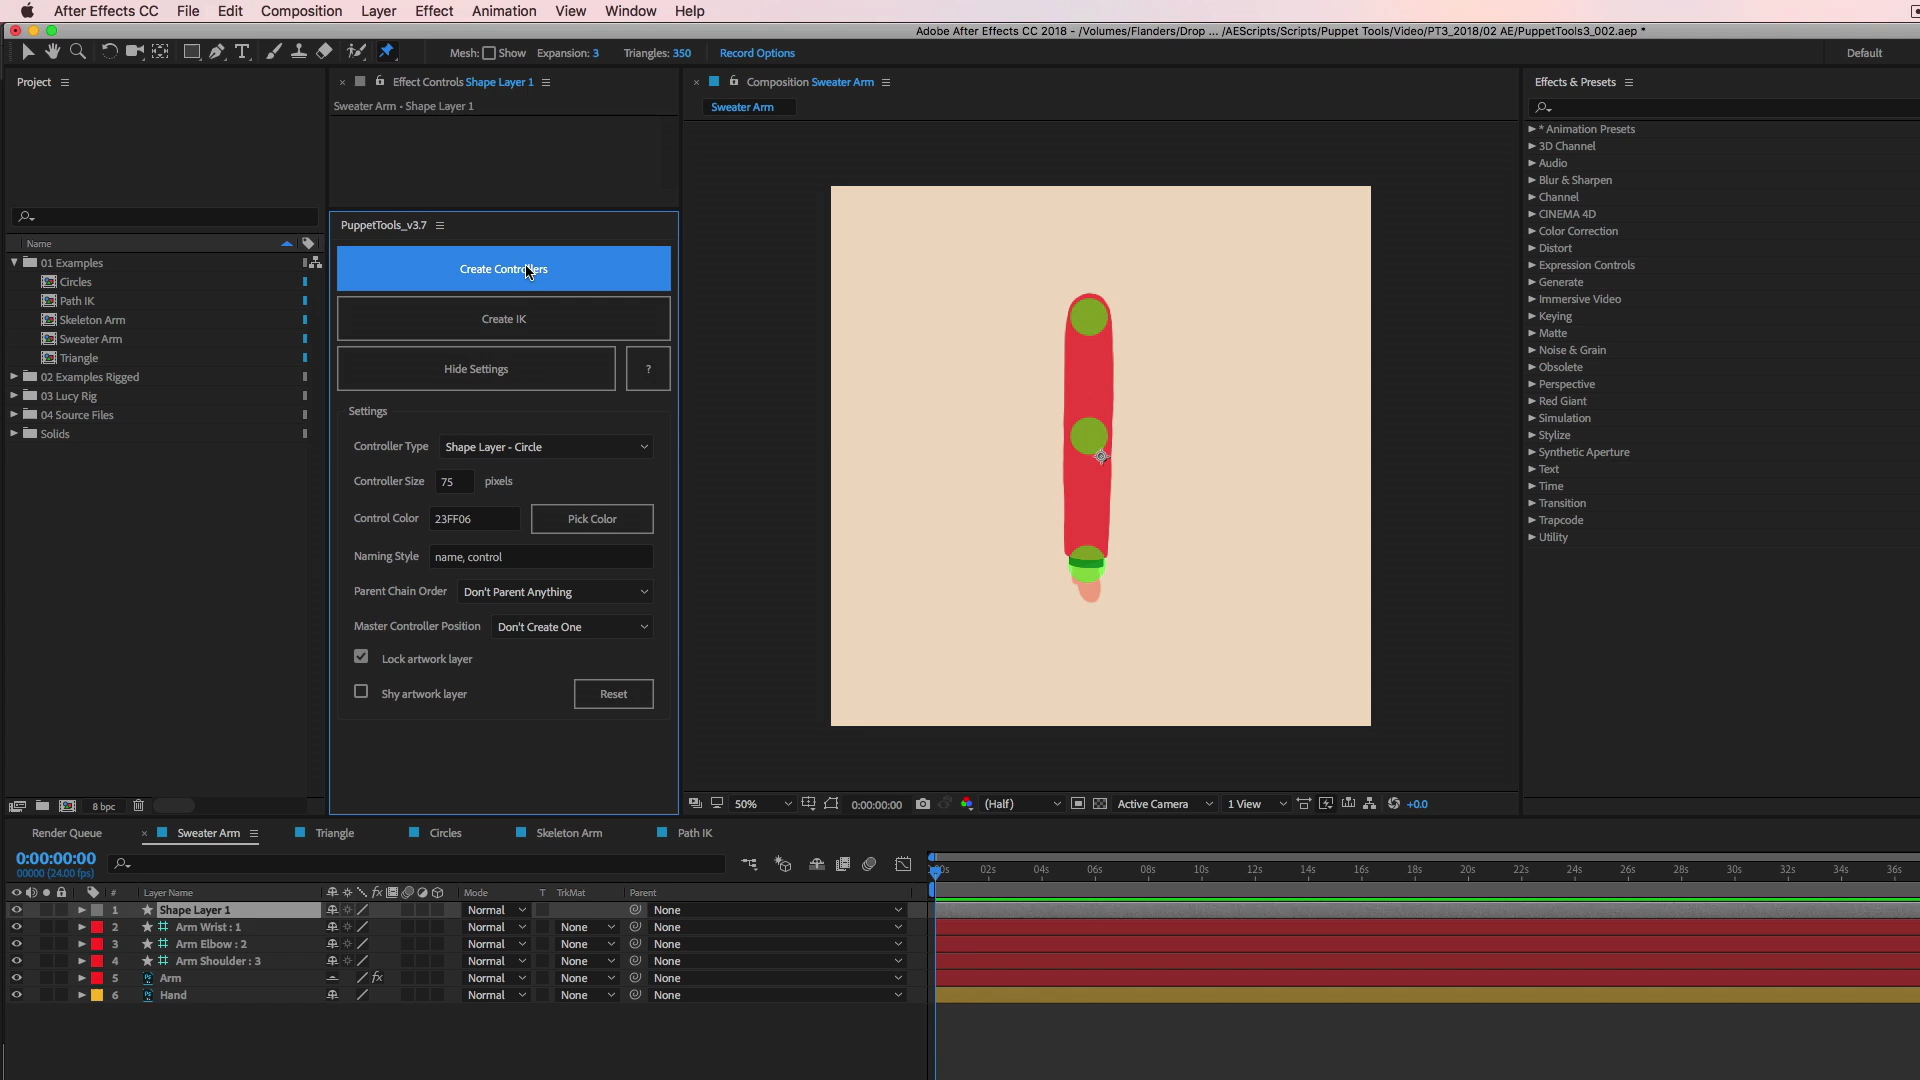 After Effects CC File Edit Composition Layer Effect Animation View Window Help
Adobe After Effects CC 2018 - /Volumes/Flanders/Drop ... /AEScripts/Scripts/Puppet Tools/Video/PT3_2018/02 AE/PuppetTools3_002.aep *
Mesh: Show Expansion: 3 Triangles: 350 Record Options Default
Project
Effect Controls Shape Layer 1
Sweater Arm - Shape Layer 1
Composition Sweater Arm
Sweater Arm
Effects & Presets
Name
01 Examples
Circles
Path IK
Skeleton Arm
Sweater Arm
Triangle
02 Examples Rigged
03 Lucy Rig
04 Source Files
Solids
8 bpc
PuppetTools_v3.7
Create Controllers
Create IK
Hide Settings ?
Settings
Controller Type Shape Layer - Circle
Controller Size 75 pixels
Control Color 23FF06 Pick Color
Naming Style name, control
Parent Chain Order Don't Parent Anything
Master Controller Position Don't Create One
Lock artwork layer
Shy artwork layer Reset
50% 0:00:00:00 (Half) Active Camera 1 View +0.0
* Animation Presets
3D Channel
Audio
Blur & Sharpen
Channel
CINEMA 4D
Color Correction
Distort
Expression Controls
Generate
Immersive Video
Keying
Matte
Noise & Grain
Obsolete
Perspective
Red Giant
Simulation
Stylize
Synthetic Aperture
Text
Time
Transition
Trapcode
Utility
Render Queue Sweater Arm Triangle Circles Skeleton Arm Path IK
0:00:00:00
00000 (24.00 fps)
02s 04s 06s 08s 10s 12s 14s 16s 18s 20s 22s 24s 26s 28s 30s 32s 34s 36s
# Layer Name fx Mode T TrkMat Parent
1 Shape Layer 1 Normal None
2 Arm Wrist : 1 Normal None None
3 Arm Elbow : 2 Normal None None
4 Arm Shoulder : 3 Normal None None
5 Arm fx Normal None None
6 Hand Normal None None